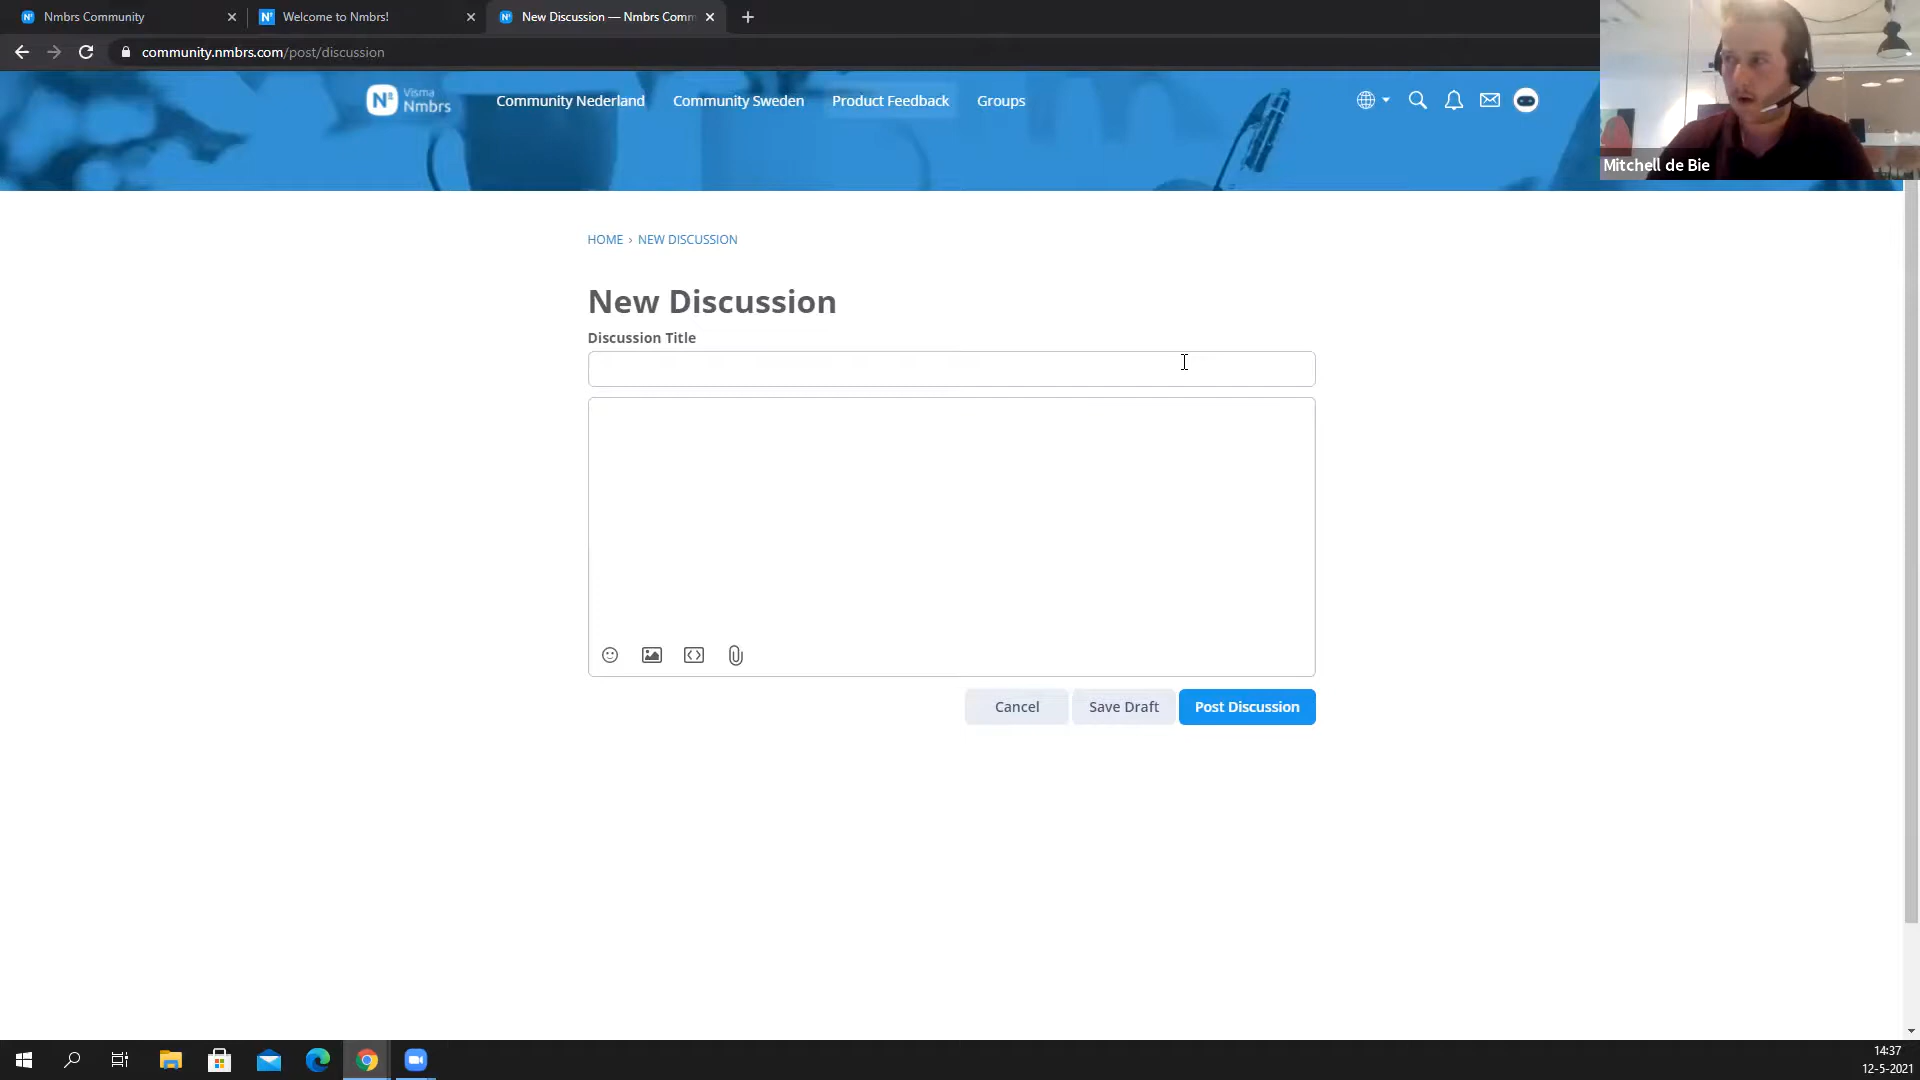 Nmbrs Community
Welcome to Nmbrs!
New Discussion — Nmbrs Comm
community.nmbrs.com/post/discussion
Visma
Nmbrs
Community Nederland
Community Sweden
Product Feedback
Groups
Mitchell de Bie
HOME › NEW DISCUSSION
New Discussion
Discussion Title
Cancel
Save Draft
Post Discussion
14:37
12-5-2021